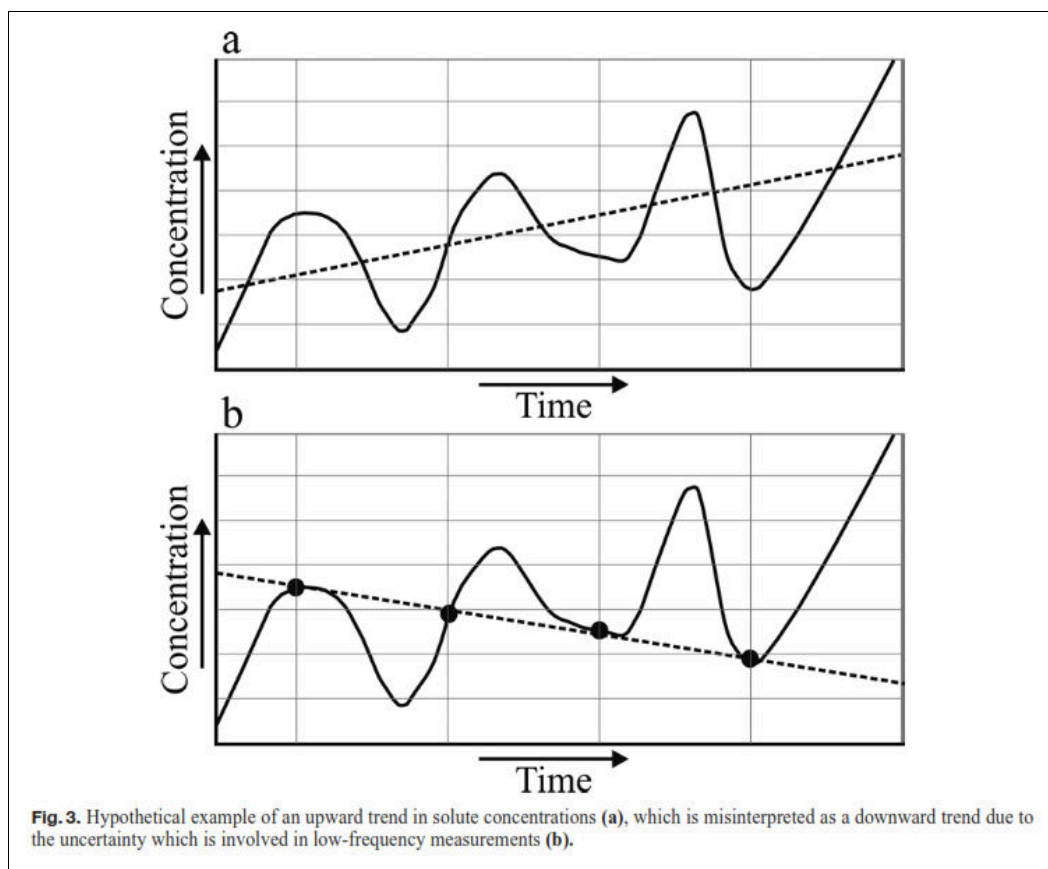 a
Concentration
Time
b
Concentration
Time
Fig. 3. Hypothetical example of an upward trend in solute concentrations (a), which is misinterpreted as a downward trend due to
the uncertainty which is involved in low-frequency measurements (b).